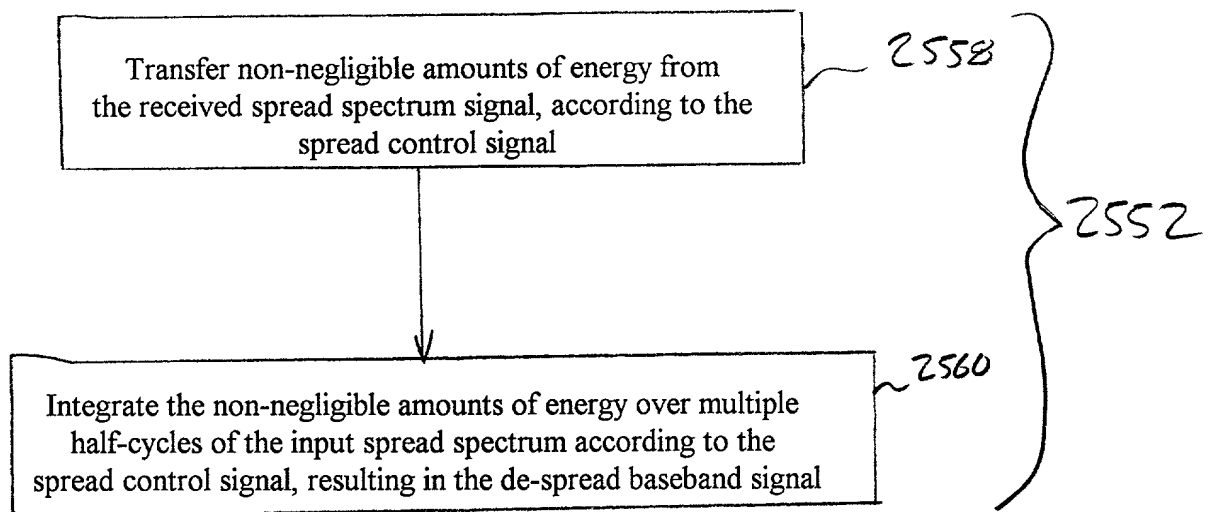 2558
Transfer non-negligible amounts of energy from
the received spread spectrum signal, according to the
spread control signal
2552
2560
Integrate the non-negligible amounts of energy over multiple
half-cycles of the input spread spectrum according to the
spread control signal, resulting in the de-spread baseband signal